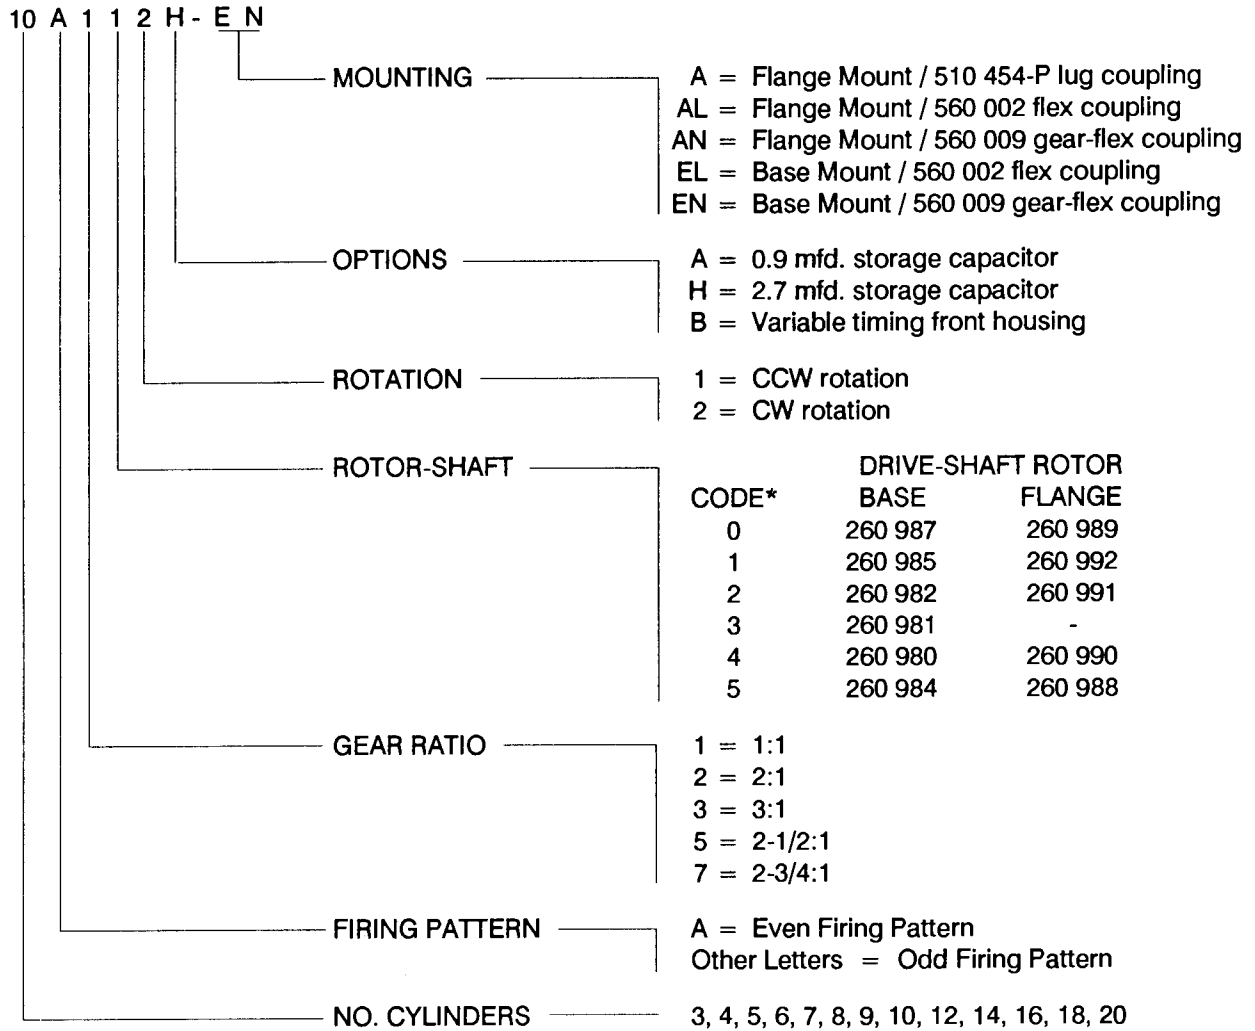 10 A 1 1 2 H - E N
MOUNTING
A = Flange Mount / 510 454-P lug coupling
AL = Flange Mount / 560 002 flex coupling
AN = Flange Mount / 560 009 gear-flex coupling
EL = Base Mount / 560 002 flex coupling
EN = Base Mount / 560 009 gear-flex coupling
OPTIONS
A = 0.9 mfd. storage capacitor
H = 2.7 mfd. storage capacitor
B = Variable timing front housing
ROTATION
1 = CCW rotation
2 = CW rotation
ROTOR-SHAFT
DRIVE-SHAFT ROTOR
CODE* BASE FLANGE
0 260 987 260 989
1 260 985 260 992
2 260 982 260 991
3 260 981 -
4 260 980 260 990
5 260 984 260 988
GEAR RATIO
1 = 1:1
2 = 2:1
3 = 3:1
5 = 2-1/2:1
7 = 2-3/4:1
FIRING PATTERN
A = Even Firing Pattern
Other Letters = Odd Firing Pattern
NO. CYLINDERS
3, 4, 5, 6, 7, 8, 9, 10, 12, 14, 16, 18, 20